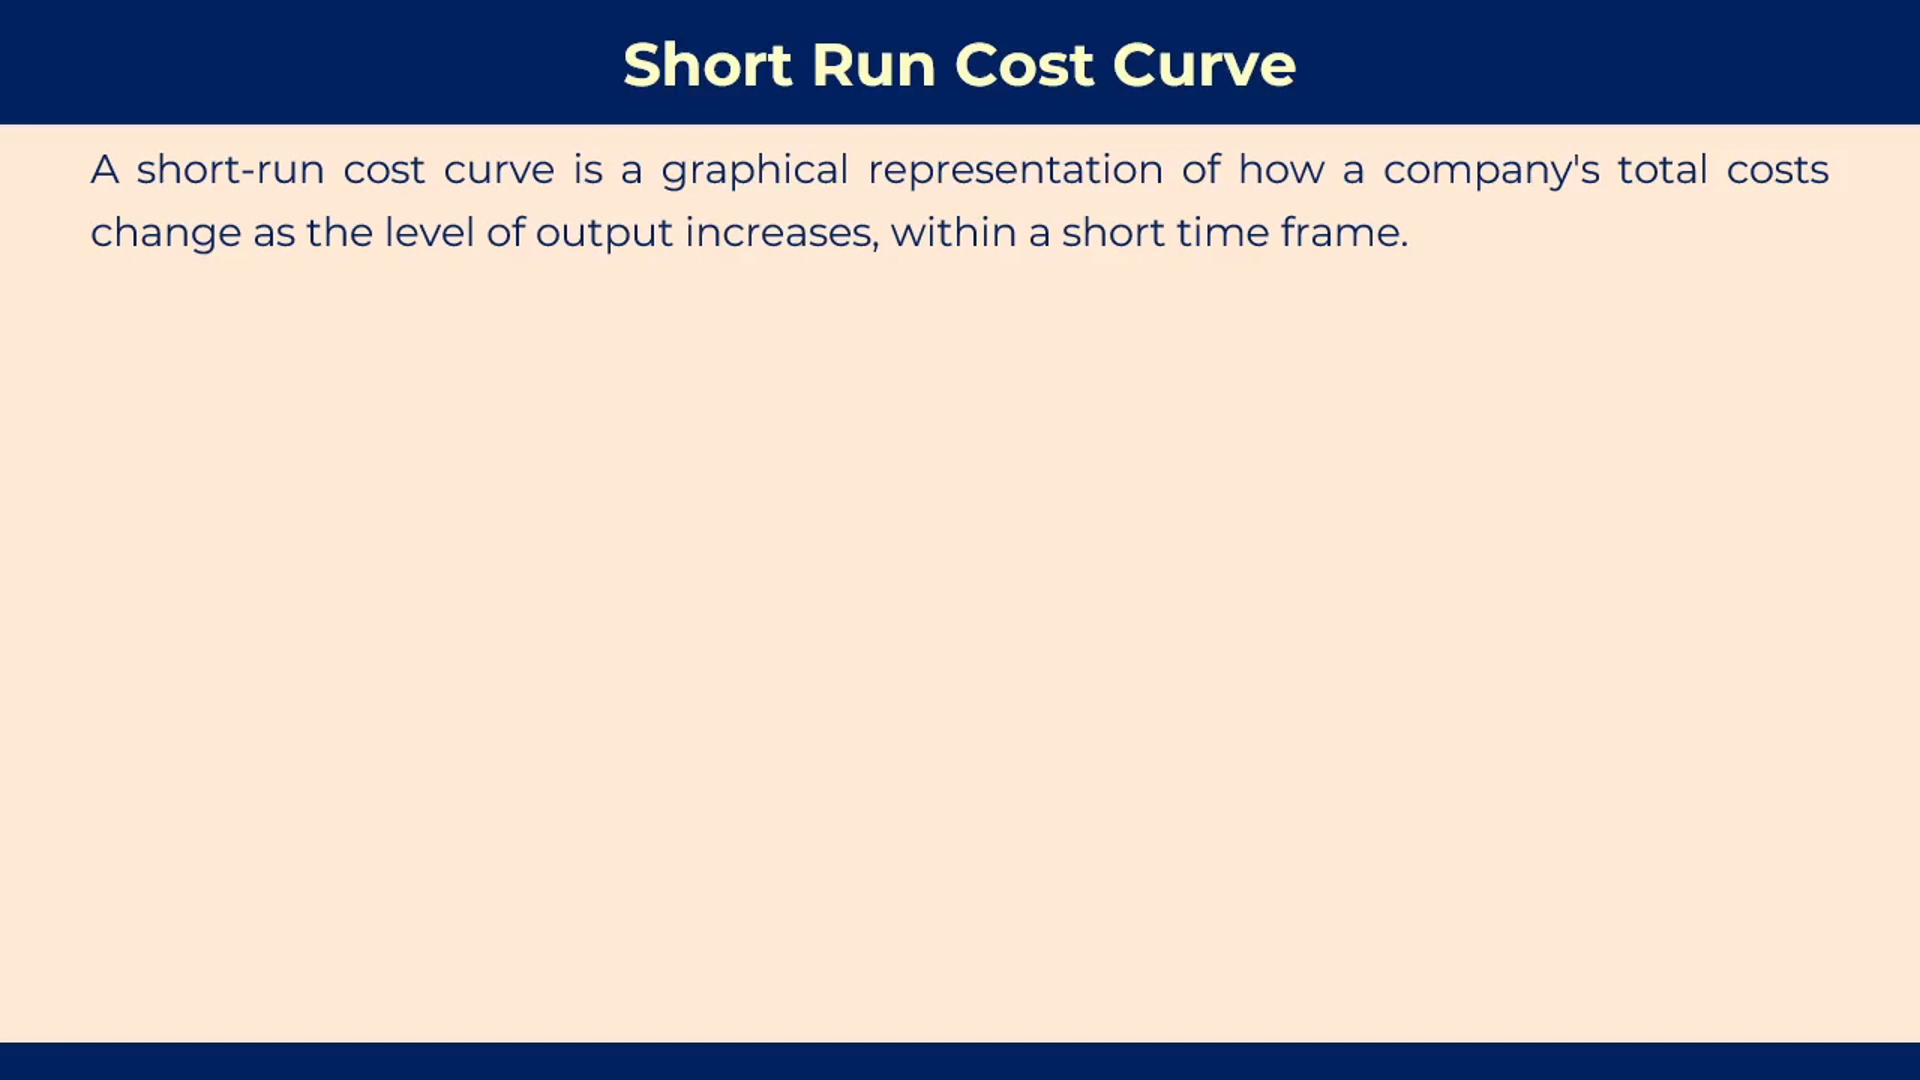 Short Run Cost Curve
A short-run cost curve is a graphical representation of how a company's total costs
change as the level of output increases, within a short time frame.